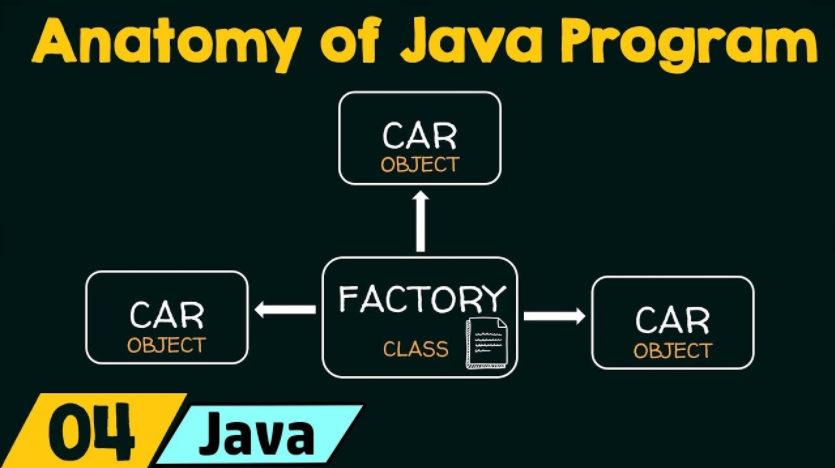 Anatomy of Java Program
CAR
OBJECT
CAR
OBJECT
FACTORY
CLASS
CAR
OBJECT
04
Java